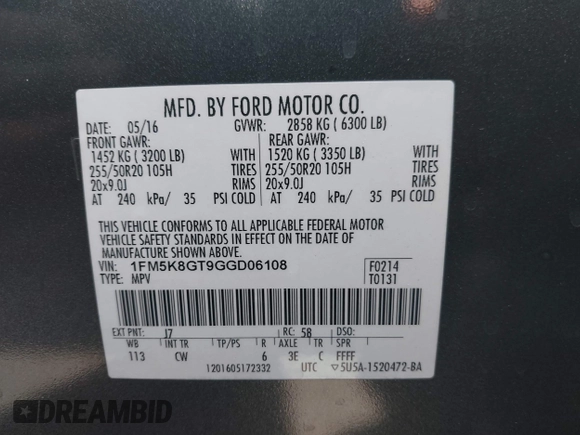 MFD. BY FORD MOTOR CO.
DATE: 05/16 GVWR: 2858 KG ( 6300 LB)
FRONT GAWR: REAR GAWR:
1452 KG ( 3200 LB) WITH 1520 KG ( 3350 LB) WITH
255/50R20 105H TIRES 255/50R20 105H TIRES
20x9.0J RIMS 20x9.0J RIMS
AT 240 kPa/ 35 PSI COLD AT 240 kPa/ 35 PSI COLD
THIS VEHICLE CONFORMS TO ALL APPLICABLE FEDERAL MOTOR
VEHICLE SAFETY STANDARDS IN EFFECT ON THE DATE OF
MANUFACTURE SHOWN ABOVE.
VIN: 1FM5K8GT9GGD06108 F0214
TYPE: MPV T0131
EXT PNT: J7 RC: 58 DSO:
WB INT TR TP/PS R AXLE TR SPR
113 CW 6 3E C FFFF
1201605172332 UTC ▽5U5A-1520472-BA
DREAMBID